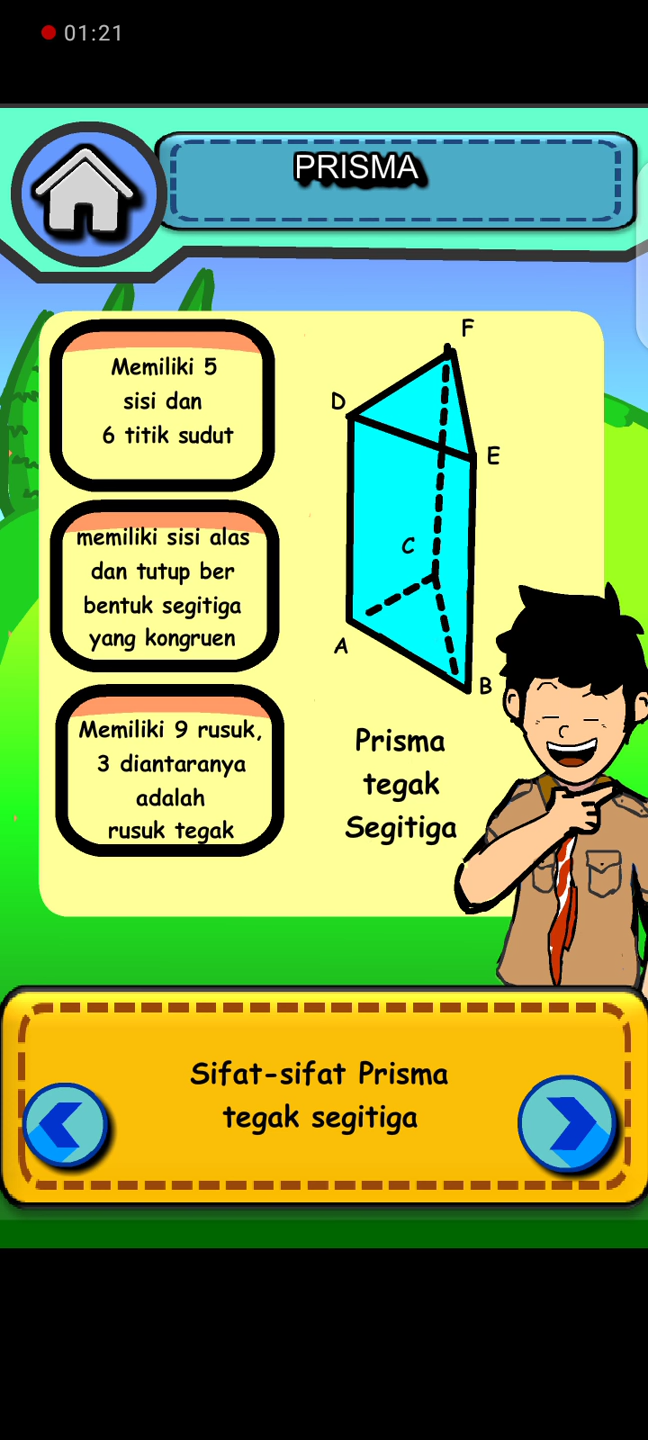 01:21
PRISMA
Memiliki 5
sisi dan
6 titik sudut
memiliki sisi alas
dan tutup ber
bentuk segitiga
yang kongruen
Memiliki 9 rusuk,
3 diantaranya
adalah
rusuk tegak
F
D
E
C
A
B
Prisma
tegak
Segitiga
Sifat-sifat Prisma
tegak segitiga